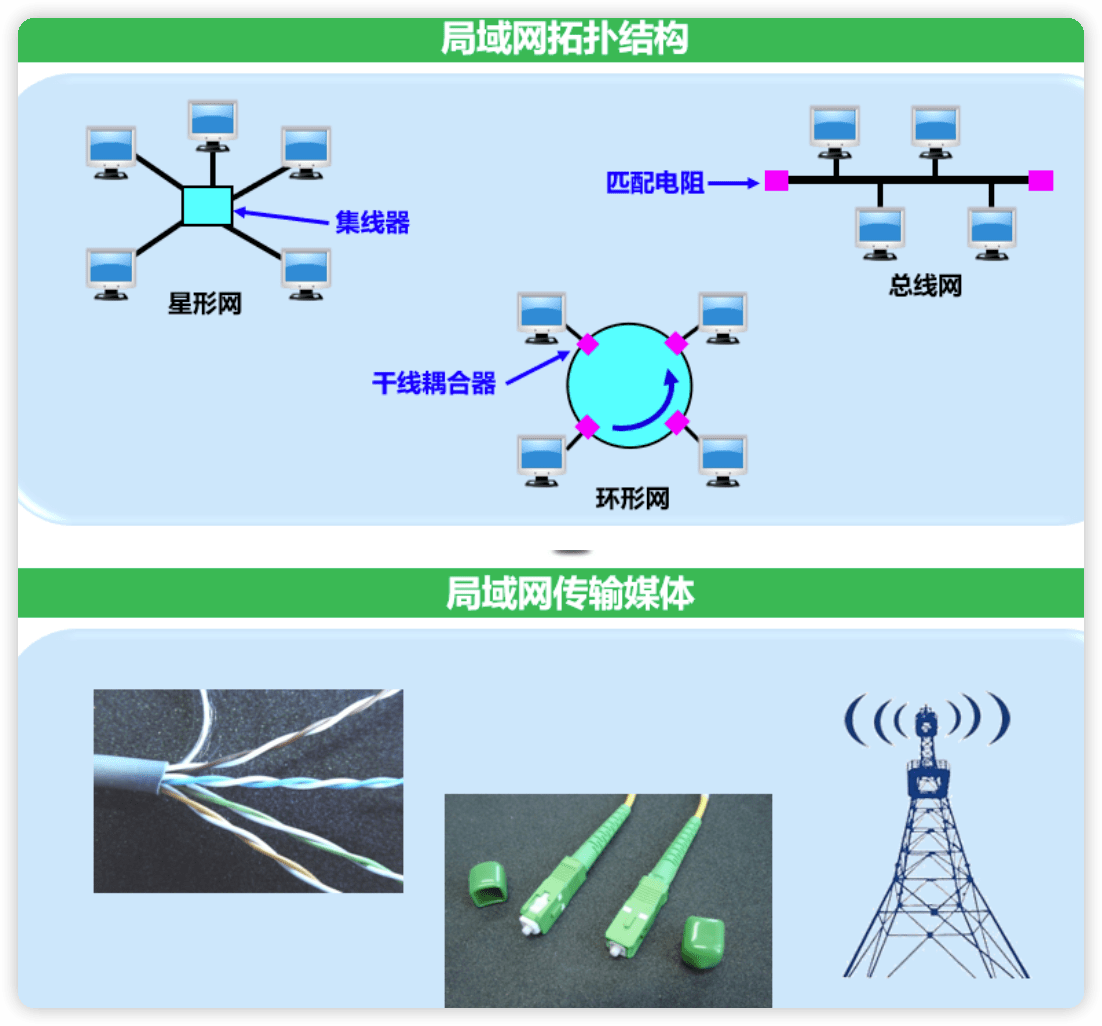 局域网拓扑结构
集线器
星形网
匹配电阻
总线网
干线耦合器
环形网
局域网传输媒体